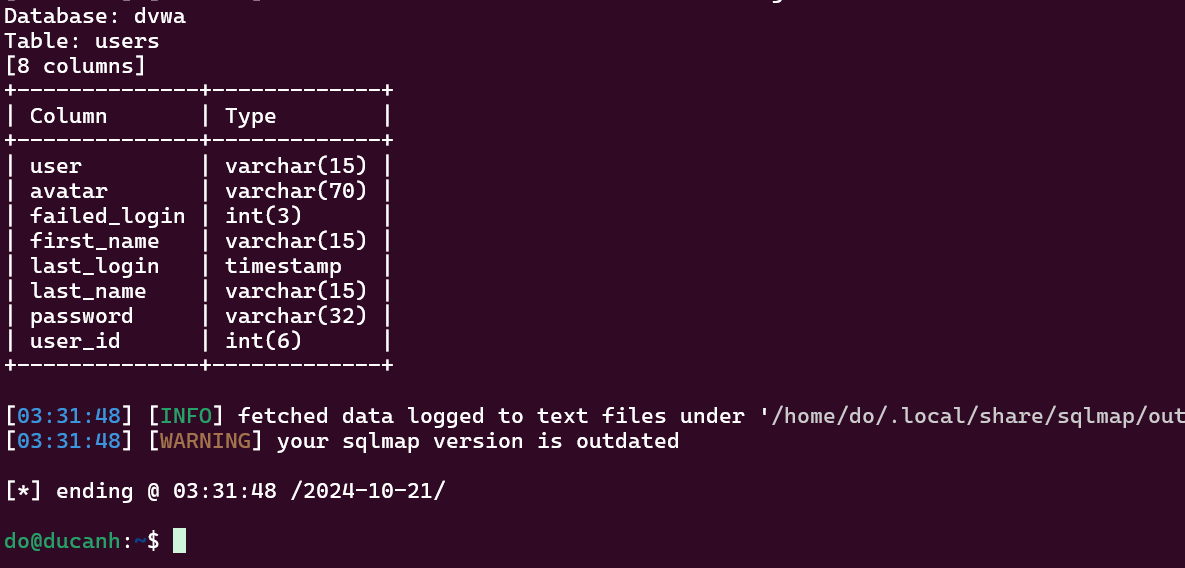 Database: dvwa
Table: users
[8 columns]
+--------------+-------------+
| Column       | Type        |
+--------------+-------------+
| user         | varchar(15) |
| avatar       | varchar(70) |
| failed_login | int(3)      |
| first_name   | varchar(15) |
| last_login   | timestamp   |
| last_name    | varchar(15) |
| password     | varchar(32) |
| user_id      | int(6)      |
+--------------+-------------+
[03:31:48] [INFO] fetched data logged to text files under '/home/do/.local/share/sqlmap/out
[03:31:48] [WARNING] your sqlmap version is outdated
[*] ending @ 03:31:48 /2024-10-21/
do@ducanh:~$